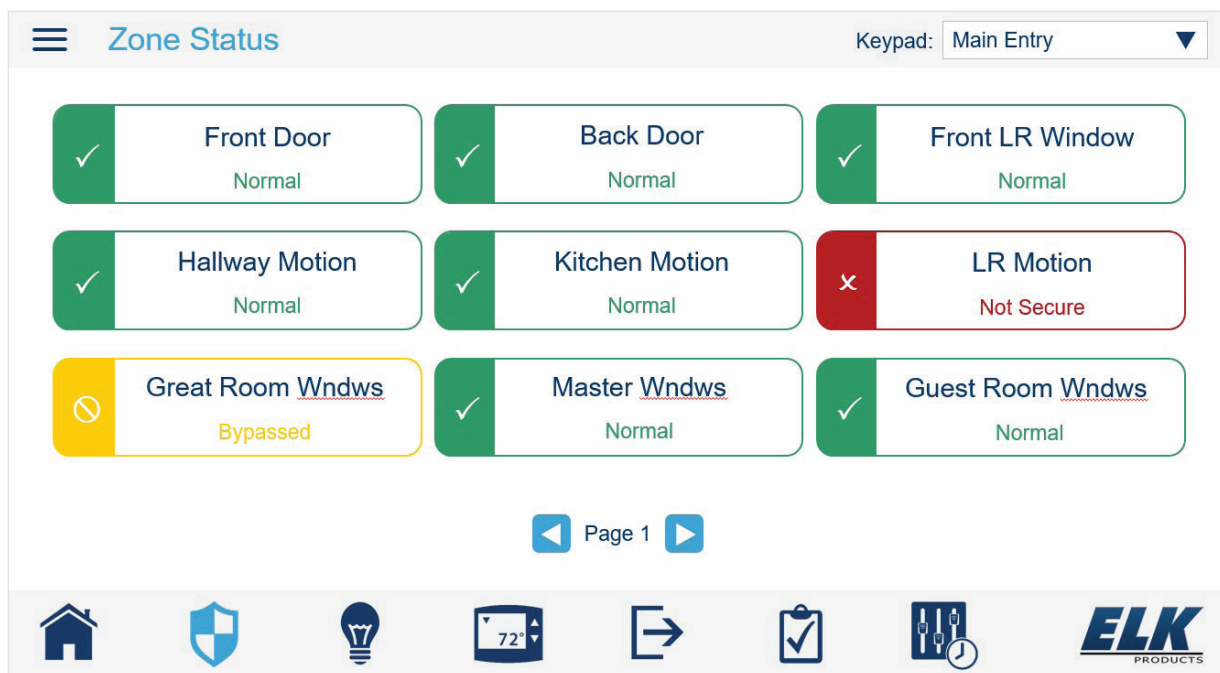 Zone Status
Keypad: Main Entry
Front Door
Normal
Back Door
Normal
Front LR Window
Normal
Hallway Motion
Normal
Kitchen Motion
Normal
LR Motion
Not Secure
Great Room Wndws
Bypassed
Master Wndws
Normal
Guest Room Wndws
Normal
Page 1
72°
ELK
PRODUCTS